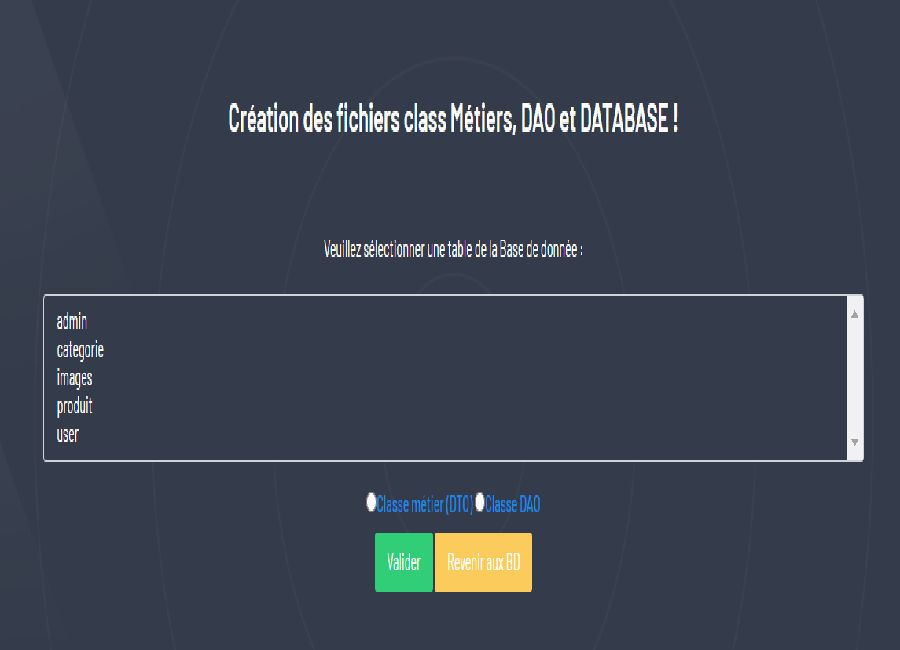 Création des fichiers class Métiers, DAO et DATABASE !
Veuillez sélectionner une table de la Base de donnée :
admin
categorie
images
produit
user
Classe métier (DTO) Classe DAO
Valider Revenir aux BD